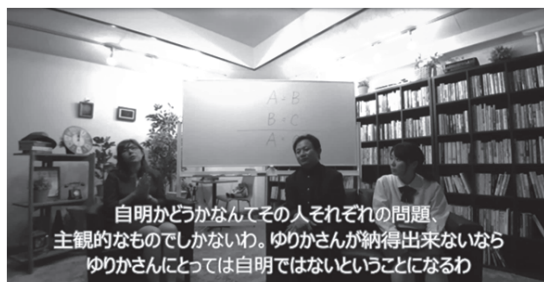 A=B
B=C
自明かどうかなんてその人それぞれの問題、
主観的なものでしかないわ。ゆりかさんが納得出来ないなら
ゆりかさんにとっては自明ではないということになるわ